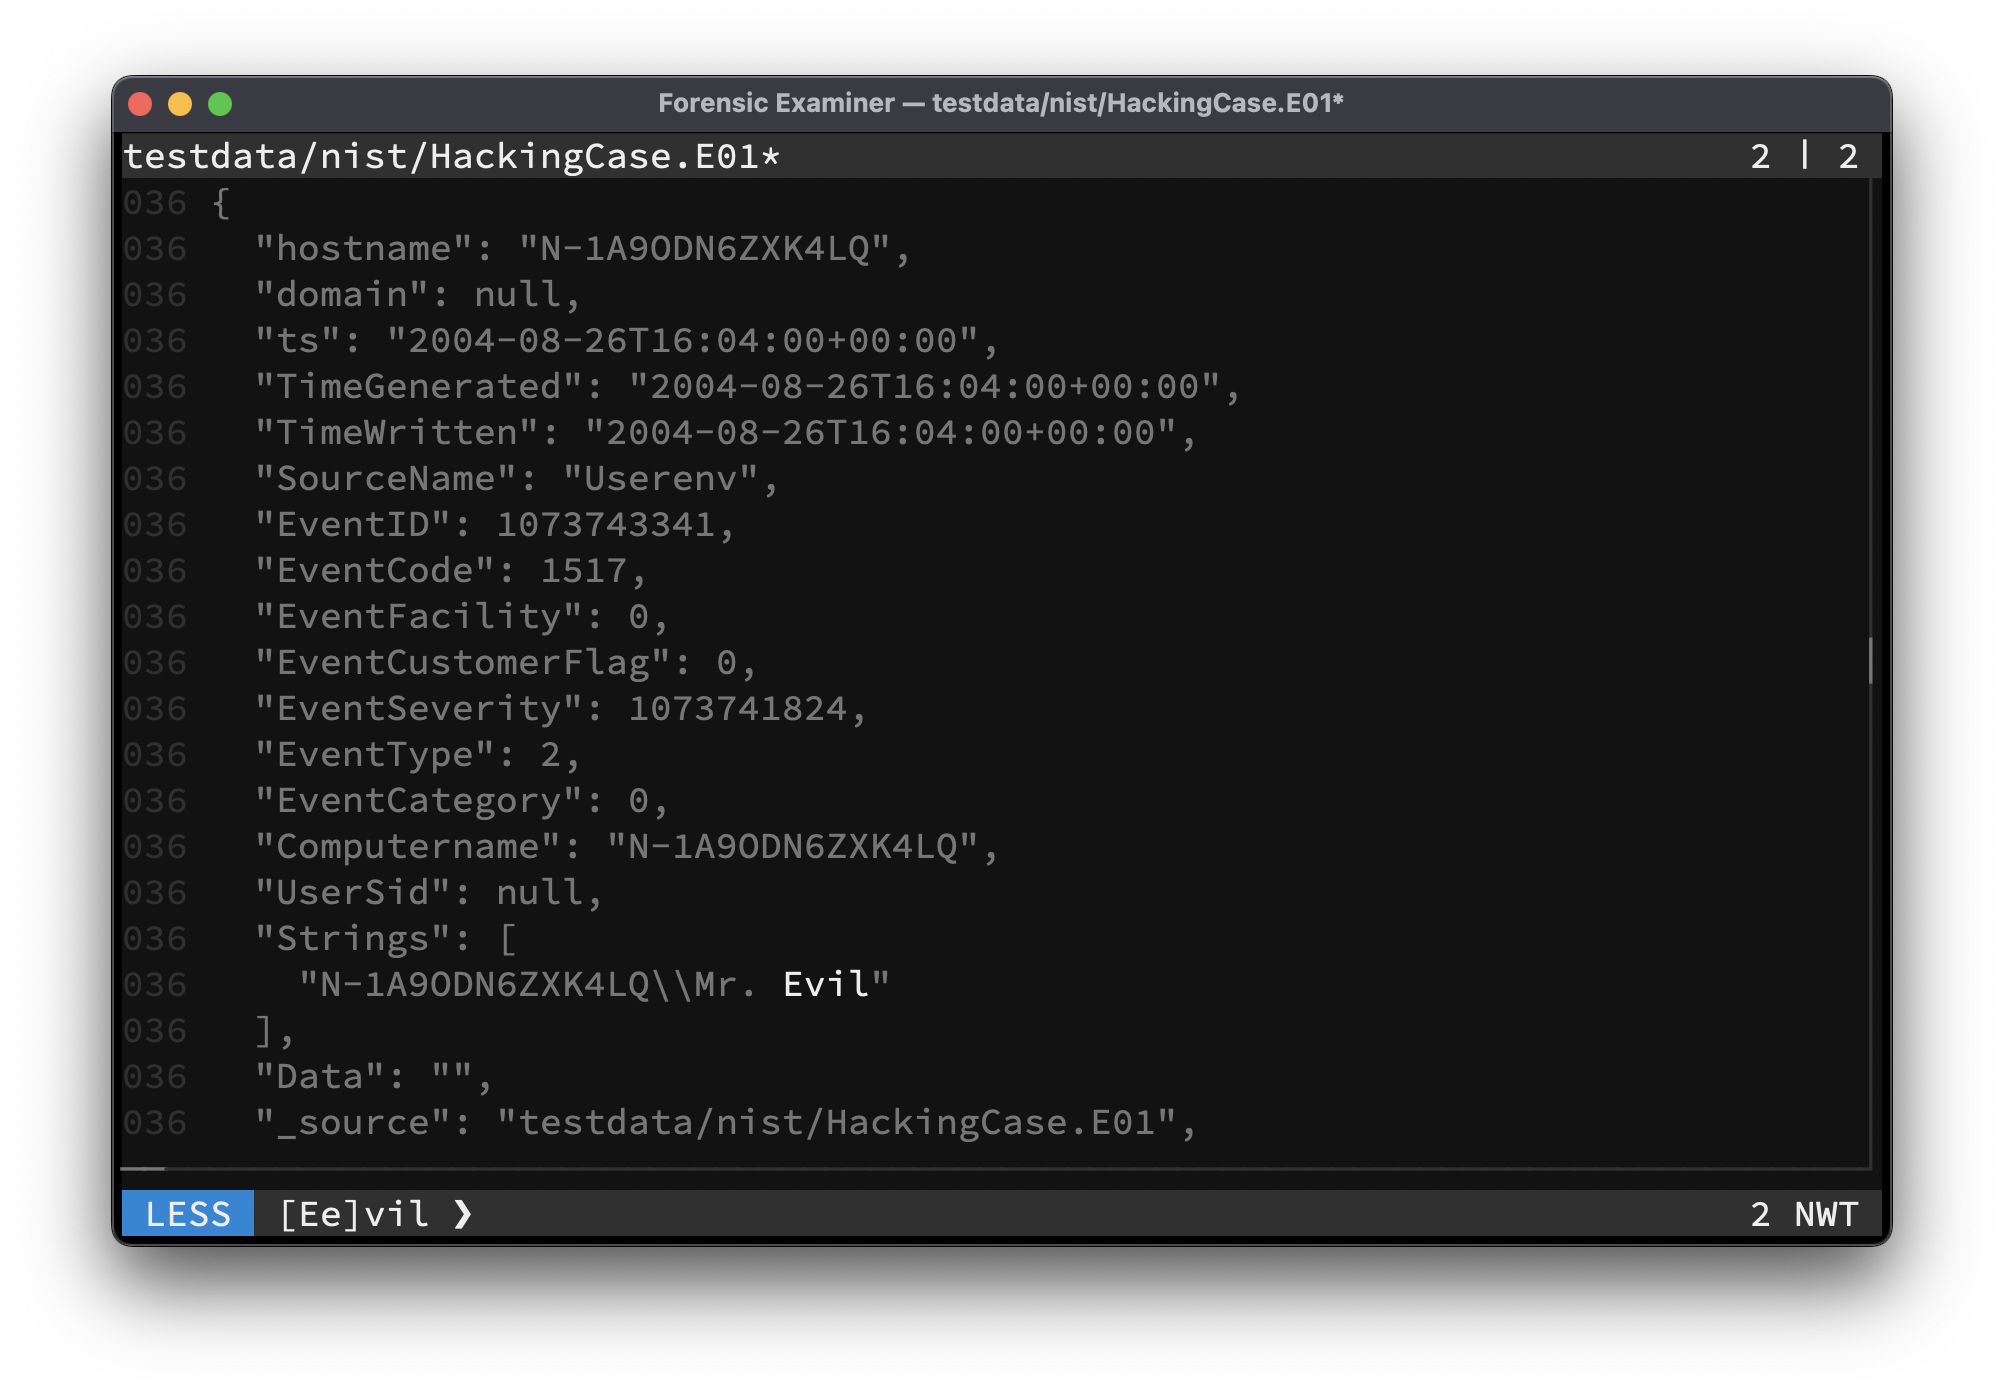 Forensic Examiner — testdata/nist/HackingCase.E01*
testdata/nist/HackingCase.E01* 2 | 2
036 {
036   "hostname": "N-1A9ODN6ZXK4LQ",
036   "domain": null,
036   "ts": "2004-08-26T16:04:00+00:00",
036   "TimeGenerated": "2004-08-26T16:04:00+00:00",
036   "TimeWritten": "2004-08-26T16:04:00+00:00",
036   "SourceName": "Userenv",
036   "EventID": 1073743341,
036   "EventCode": 1517,
036   "EventFacility": 0,
036   "EventCustomerFlag": 0,
036   "EventSeverity": 1073741824,
036   "EventType": 2,
036   "EventCategory": 0,
036   "Computername": "N-1A9ODN6ZXK4LQ",
036   "UserSid": null,
036   "Strings": [
036     "N-1A9ODN6ZXK4LQ\\Mr. Evil"
036   ],
036   "Data": "",
036   "_source": "testdata/nist/HackingCase.E01",
LESS [Ee]vil ❯ 2 NWT